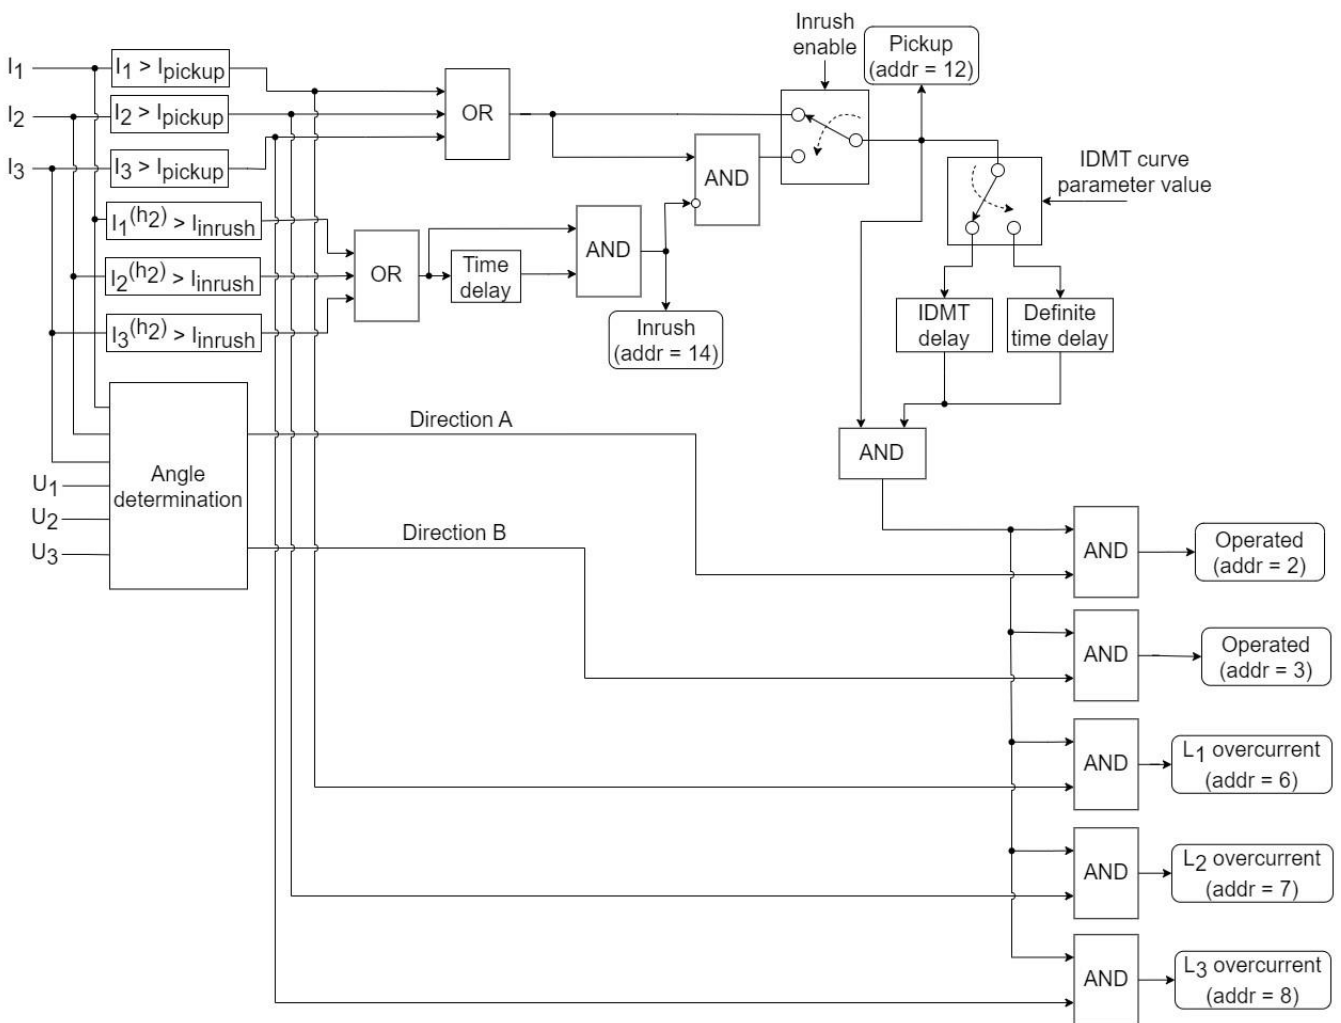 Inrush
enable
Pickup
(addr = 12)
I1
I1 > Ipickup
I2
I2 > Ipickup
OR
I3
I3 > Ipickup
AND
IDMT curve
parameter value
I1(h2) > Iinrush
I2(h2) > Iinrush
I3(h2) > Iinrush
OR
Time
delay
AND
Inrush
(addr = 14)
IDMT
delay
Definite
time delay
Direction A
AND
Angle
determination
U1
U2
U3
Direction B
AND
Operated
(addr = 2)
AND
Operated
(addr = 3)
AND
L1 overcurrent
(addr = 6)
AND
L2 overcurrent
(addr = 7)
AND
L3 overcurrent
(addr = 8)